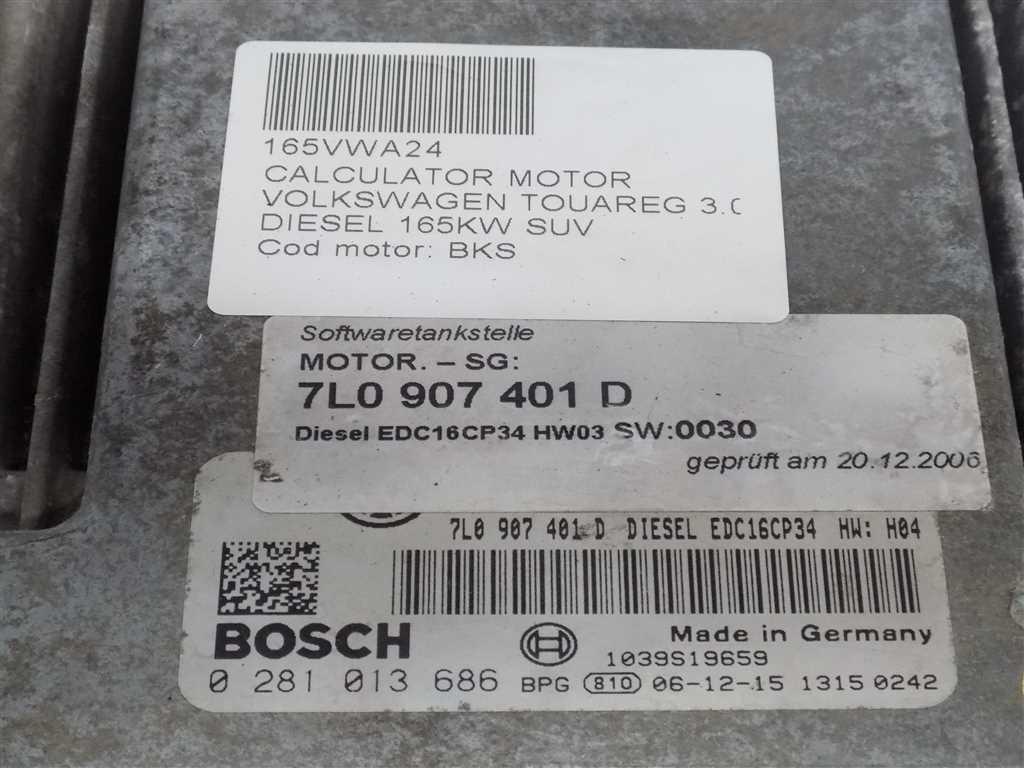 165VWA24
CALCULATOR MOTOR
VOLKSWAGEN TOUAREG 3.0
DIESEL 165KW SUV
Cod motor: BKS
Softwaretankstelle
MOTOR. – SG:
7L0 907 401 D
Diesel EDC16CP34 HW03 SW:0030
geprüft am 20.12.2006
7L0 907 401 D DIESEL EDC16CP34 HW: H04
BOSCH
Made in Germany
1039S19659
0 281 013 686 BPG 810 06-12-15 1315 0242